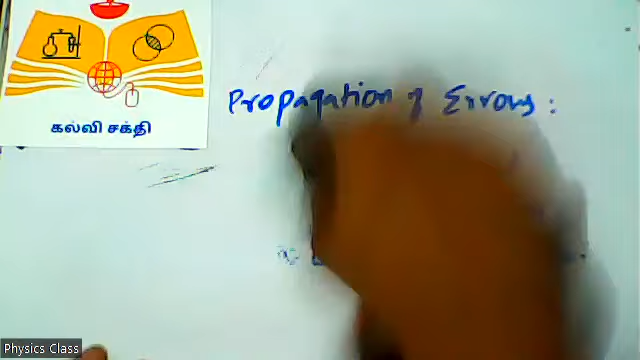 கல்வி சக்தி
Propagation of Errors :
Physics Class